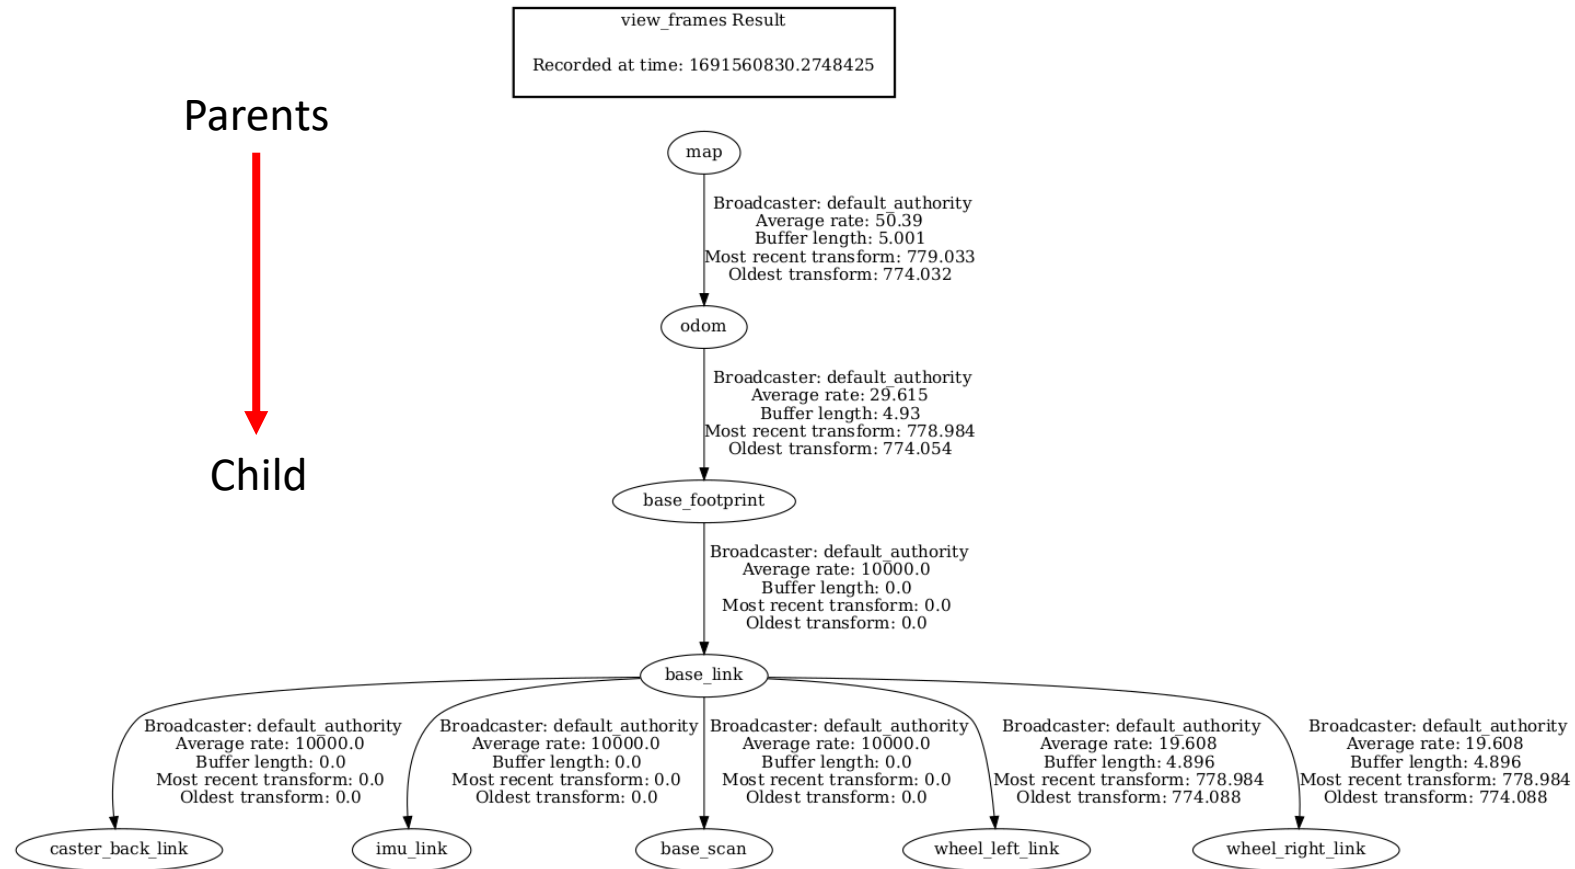 view_frames Result
Recorded at time: 1691560830.2748425
Parents
Child
map
Broadcaster: default_authority
Average rate: 50.39
Buffer length: 5.001
Most recent transform: 779.033
Oldest transform: 774.032
odom
Broadcaster: default_authority
Average rate: 29.615
Buffer length: 4.93
Most recent transform: 778.984
Oldest transform: 774.054
base_footprint
Broadcaster: default_authority
Average rate: 10000.0
Buffer length: 0.0
Most recent transform: 0.0
Oldest transform: 0.0
base_link
Broadcaster: default_authority
Average rate: 10000.0
Buffer length: 0.0
Most recent transform: 0.0
Oldest transform: 0.0
Broadcaster: default_authority
Average rate: 10000.0
Buffer length: 0.0
Most recent transform: 0.0
Oldest transform: 0.0
Broadcaster: default_authority
Average rate: 10000.0
Buffer length: 0.0
Most recent transform: 0.0
Oldest transform: 0.0
Broadcaster: default_authority
Average rate: 19.608
Buffer length: 4.896
Most recent transform: 778.984
Oldest transform: 774.088
Broadcaster: default_authority
Average rate: 19.608
Buffer length: 4.896
Most recent transform: 778.984
Oldest transform: 774.088
caster_back_link
imu_link
base_scan
wheel_left_link
wheel_right_link